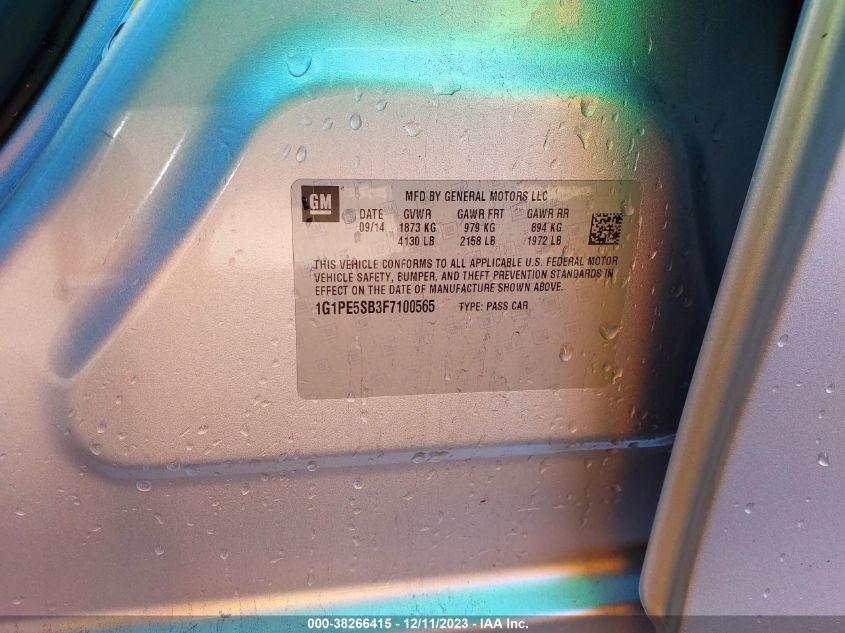 GM
MFD BY GENERAL MOTORS LLC
DATE GVWR GAWR FRT GAWR RR
09/14 1873 KG 979 KG 894 KG
4130 LB 2158 LB 1972 LB
THIS VEHICLE CONFORMS TO ALL APPLICABLE U.S. FEDERAL MOTOR
VEHICLE SAFETY, BUMPER, AND THEFT PREVENTION STANDARDS IN
EFFECT ON THE DATE OF MANUFACTURE SHOWN ABOVE.
1G1PE5SB3F7100565 TYPE: PASS CAR
000-38266415 - 12/11/2023 - IAA Inc.